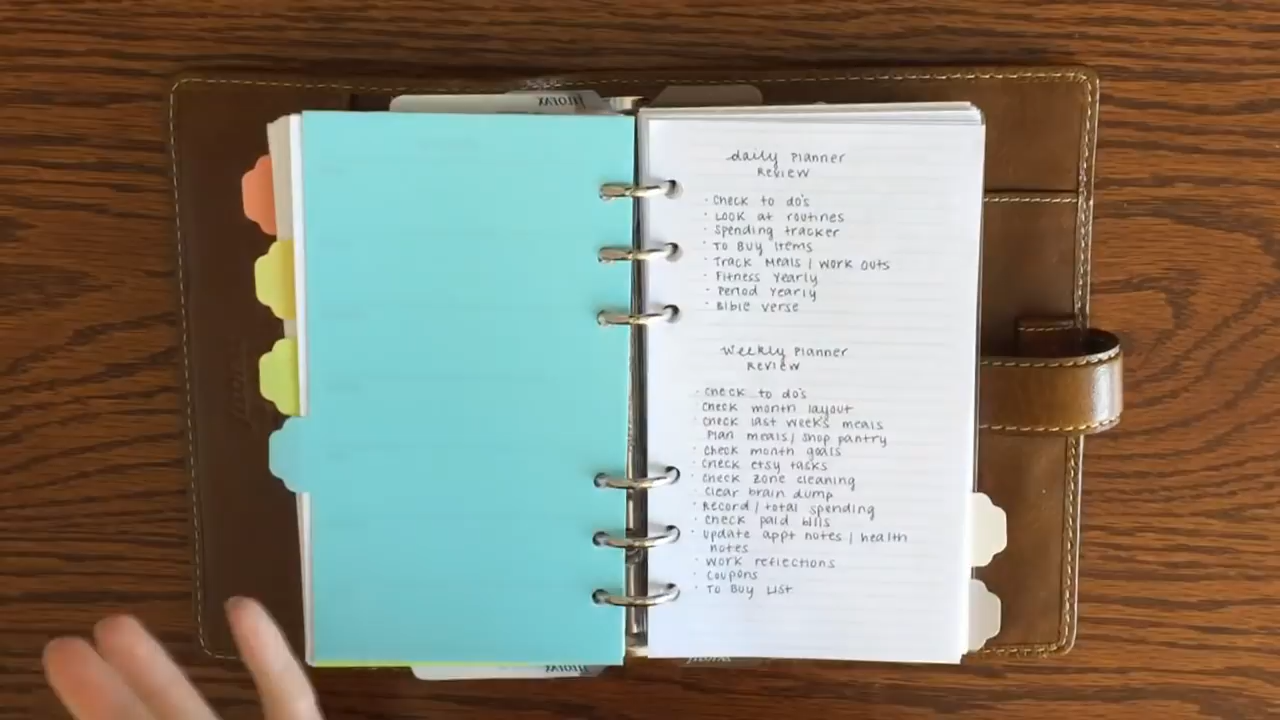 filofax
daily Planner
Review
· Check to do's
· Look at routines
· Spending tracker
· To Buy Items
· Track Meals / Work outs
· Fitness Yearly
· Period Yearly
· Bible verse
Weekly Planner
Review
· Check to do's
· Check month layout
· Check last weeks meals
Plan meals / shop pantry
· Check month goals
· Check etsy tasks
· Check zone cleaning
· Clear brain dump
· Record / total spending
· Check paid bills
· Update appt notes / health
notes
· Work reflections
· Coupons
· To Buy List
filofax
filofax